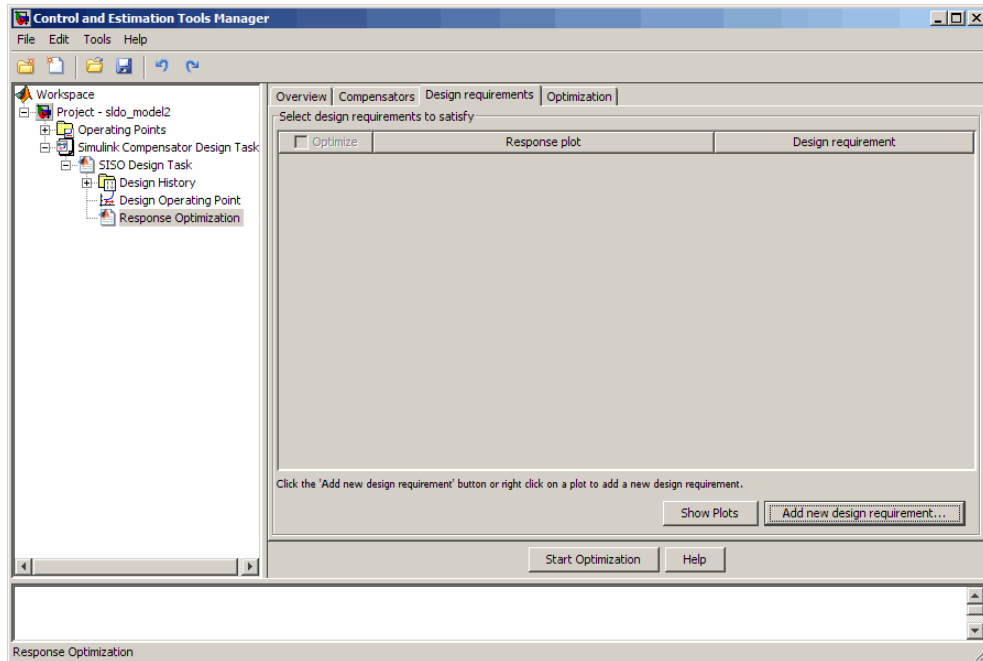 Control and Estimation Tools Manager
File Edit Tools Help
Workspace
Project - sldo_model2
Operating Points
Simulink Compensator Design Task
SISO Design Task
Design History
Design Operating Point
Response Optimization
Overview Compensators Design requirements Optimization
Select design requirements to satisfy
Optimize Response plot Design requirement
Click the 'Add new design requirement' button or right click on a plot to add a new design requirement.
Show Plots Add new design requirement...
Start Optimization Help
Response Optimization